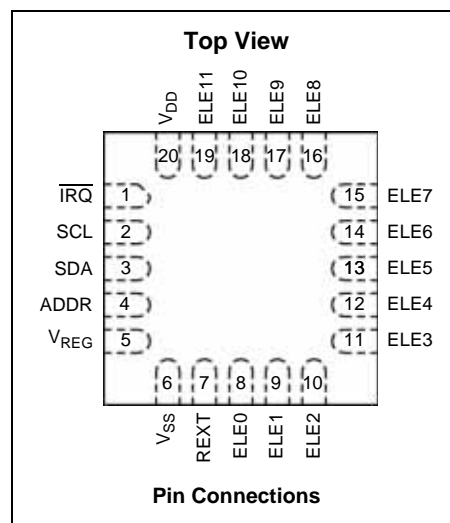 Top View
VDD
ELE11
ELE10
ELE9
ELE8
20
19
18
17
16
IRQ
1
15
ELE7
SCL
2
14
ELE6
SDA
3
13
ELE5
ADDR
4
12
ELE4
VREG
5
11
ELE3
6
7
8
9
10
VSS
REXT
ELE0
ELE1
ELE2
Pin Connections